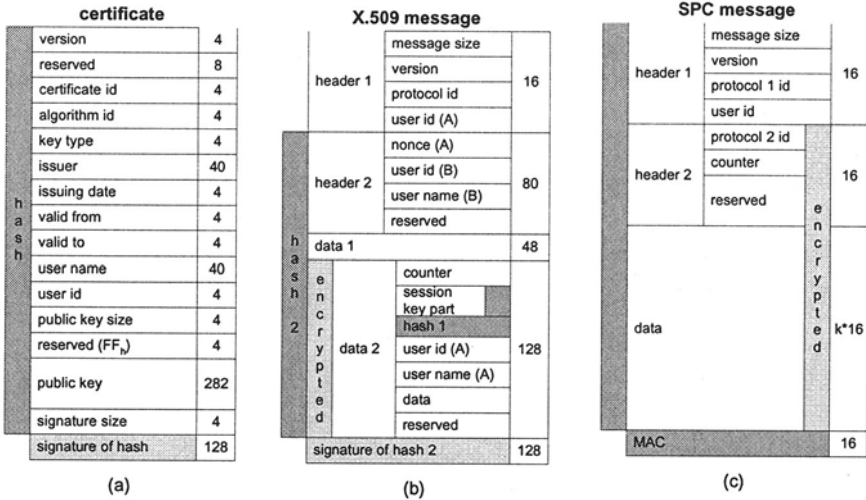 certificate
hash
version 4
reserved 8
certificate id 4
algorithm id 4
key type 4
issuer 40
issuing date 4
valid from 4
valid to 4
user name 40
user id 4
public key size 4
reserved (FFh) 4
public key 282
signature size 4
signature of hash 128
(a)
X.509 message
header 1
message size
version
protocol id
user id (A)
16
hash 2
header 2
nonce (A)
user id (B)
user name (B)
reserved
80
data 1 48
encrypted
data 2
counter
session
key part
hash 1
user id (A)
user name (A)
data
reserved
128
signature of hash 2 128
(b)
SPC message
header 1
message size
version
protocol 1 id
user id
16
header 2
protocol 2 id
counter
reserved
16
encrypted
data
k*16
MAC 16
(c)